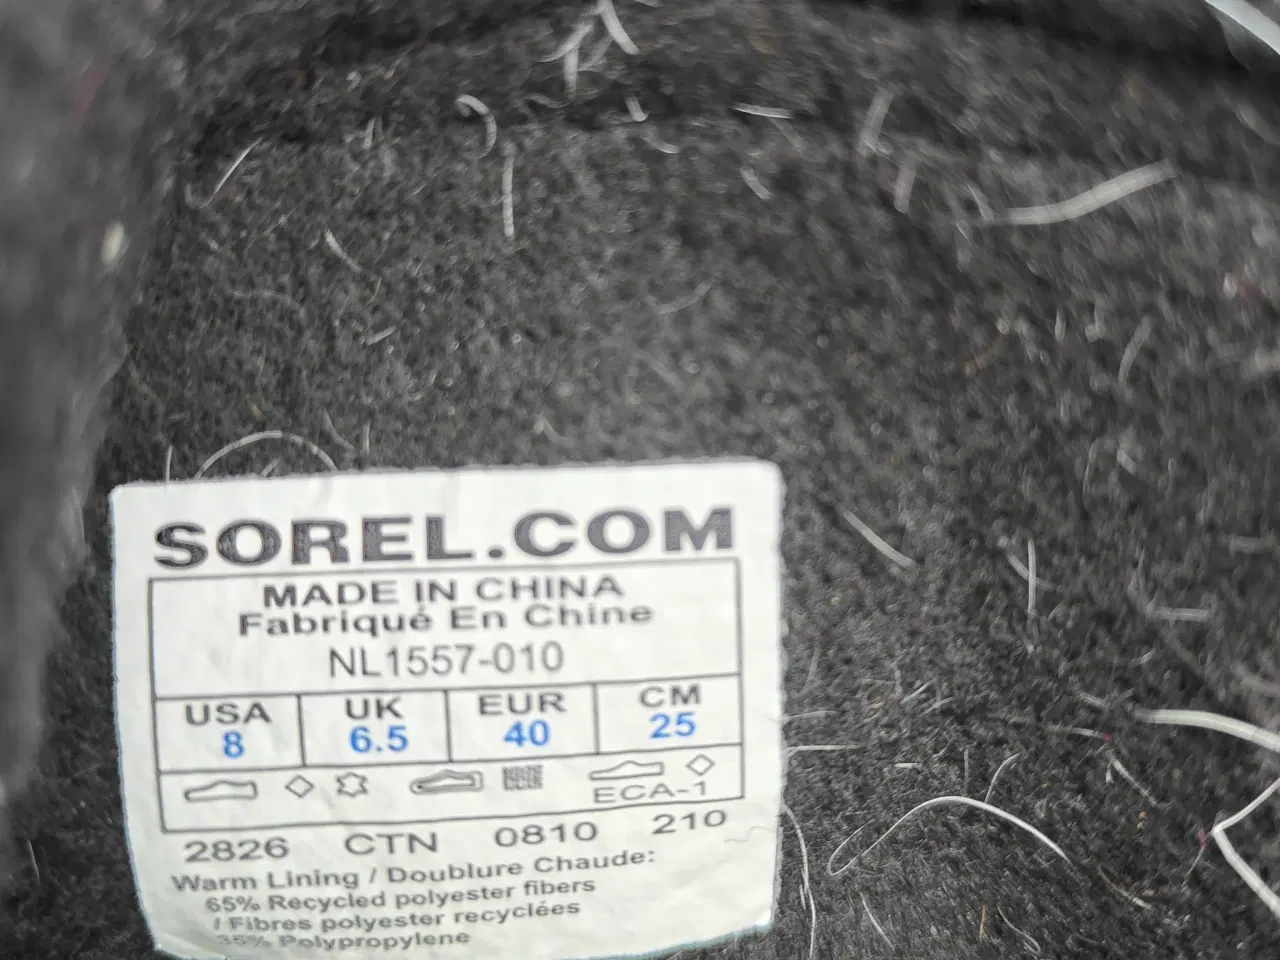 SOREL.COM
MADE IN CHINA
Fabriqué En Chine
NL1557-010
USA UK EUR CM
8 6.5 40 25
ECA-1
2826 CTN 0810 210
Warm Lining / Doublure Chaude:
65% Recycled polyester fibers
/ Fibres polyester recyclées
35% Polypropylene